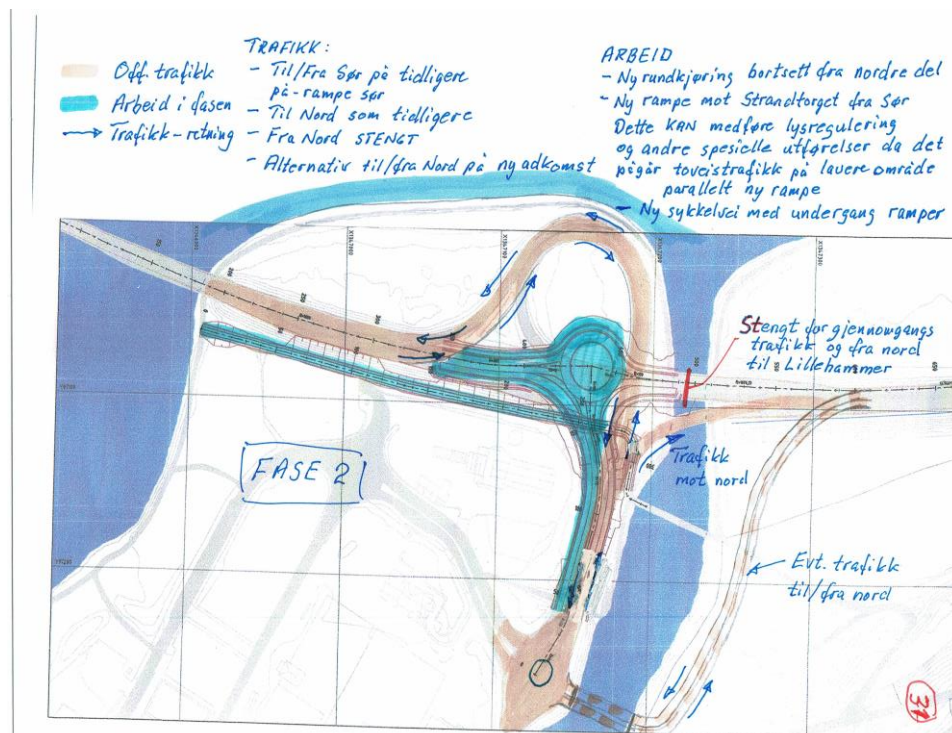 Off. trafikk
Arbeid i fasen
Trafikk-retning
TRAFIKK:
- Til/Fra Sør på tidligere
på-rampe sør
- Til Nord som tidligere
- Fra Nord STENGT
- Alternativ til/fra Nord på ny adkomst
ARBEID
- Ny rundkjøring bortsett fra nordre del
- Ny rampe mot Strandtorget fra Sør
Dette KAN medføre lysregulering
og andre spesielle utførelser da det
pågår toveistrafikk på lavere område
parallelt ny rampe
- Ny sykkelvei med undergang ramper
Stengt for gjennomgangs
trafikk og fra nord
til Lillehammer
FASE 2
Trafikk
mot nord
Evt. trafikk
til/fra nord
31